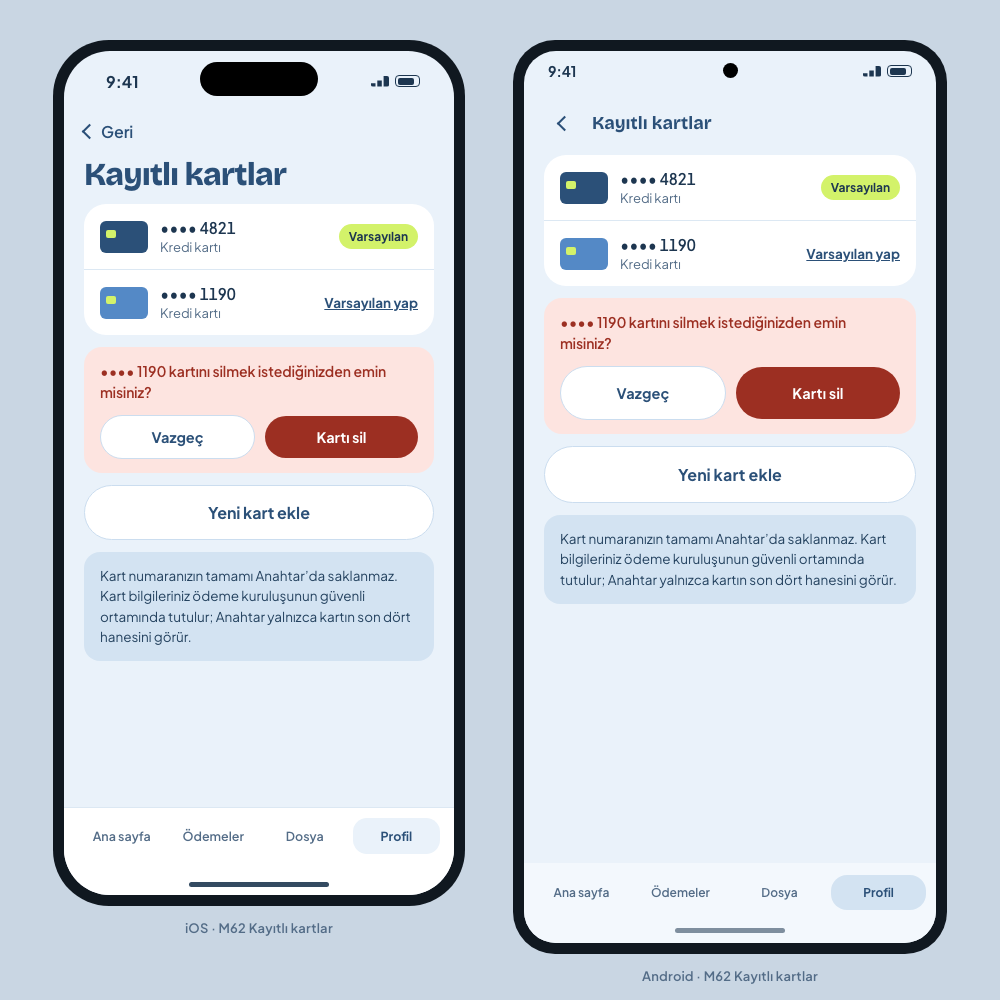 9:41
Geri
Kayıtlı kartlar
●●●● 4821
Kredi kartı
Varsayılan
●●●● 1190
Kredi kartı
Varsayılan yap
●●●● 1190 kartını silmek istediğinizden emin
misiniz?
Vazgeç
Kartı sil
Yeni kart ekle
Kart numaranızın tamamı Anahtar’da saklanmaz.
Kart bilgileriniz ödeme kuruluşunun güvenli
ortamında tutulur; Anahtar yalnızca kartın son dört
hanesini görür.
Ana sayfa
Ödemeler
Dosya
Profil
iOS · M62 Kayıtlı kartlar
9:41
Kayıtlı kartlar
●●●● 4821
Kredi kartı
Varsayılan
●●●● 1190
Kredi kartı
Varsayılan yap
●●●● 1190 kartını silmek istediğinizden emin
misiniz?
Vazgeç
Kartı sil
Yeni kart ekle
Kart numaranızın tamamı Anahtar’da saklanmaz. Kart
bilgileriniz ödeme kuruluşunun güvenli ortamında
tutulur; Anahtar yalnızca kartın son dört hanesini görür.
Ana sayfa
Ödemeler
Dosya
Profil
Android · M62 Kayıtlı kartlar